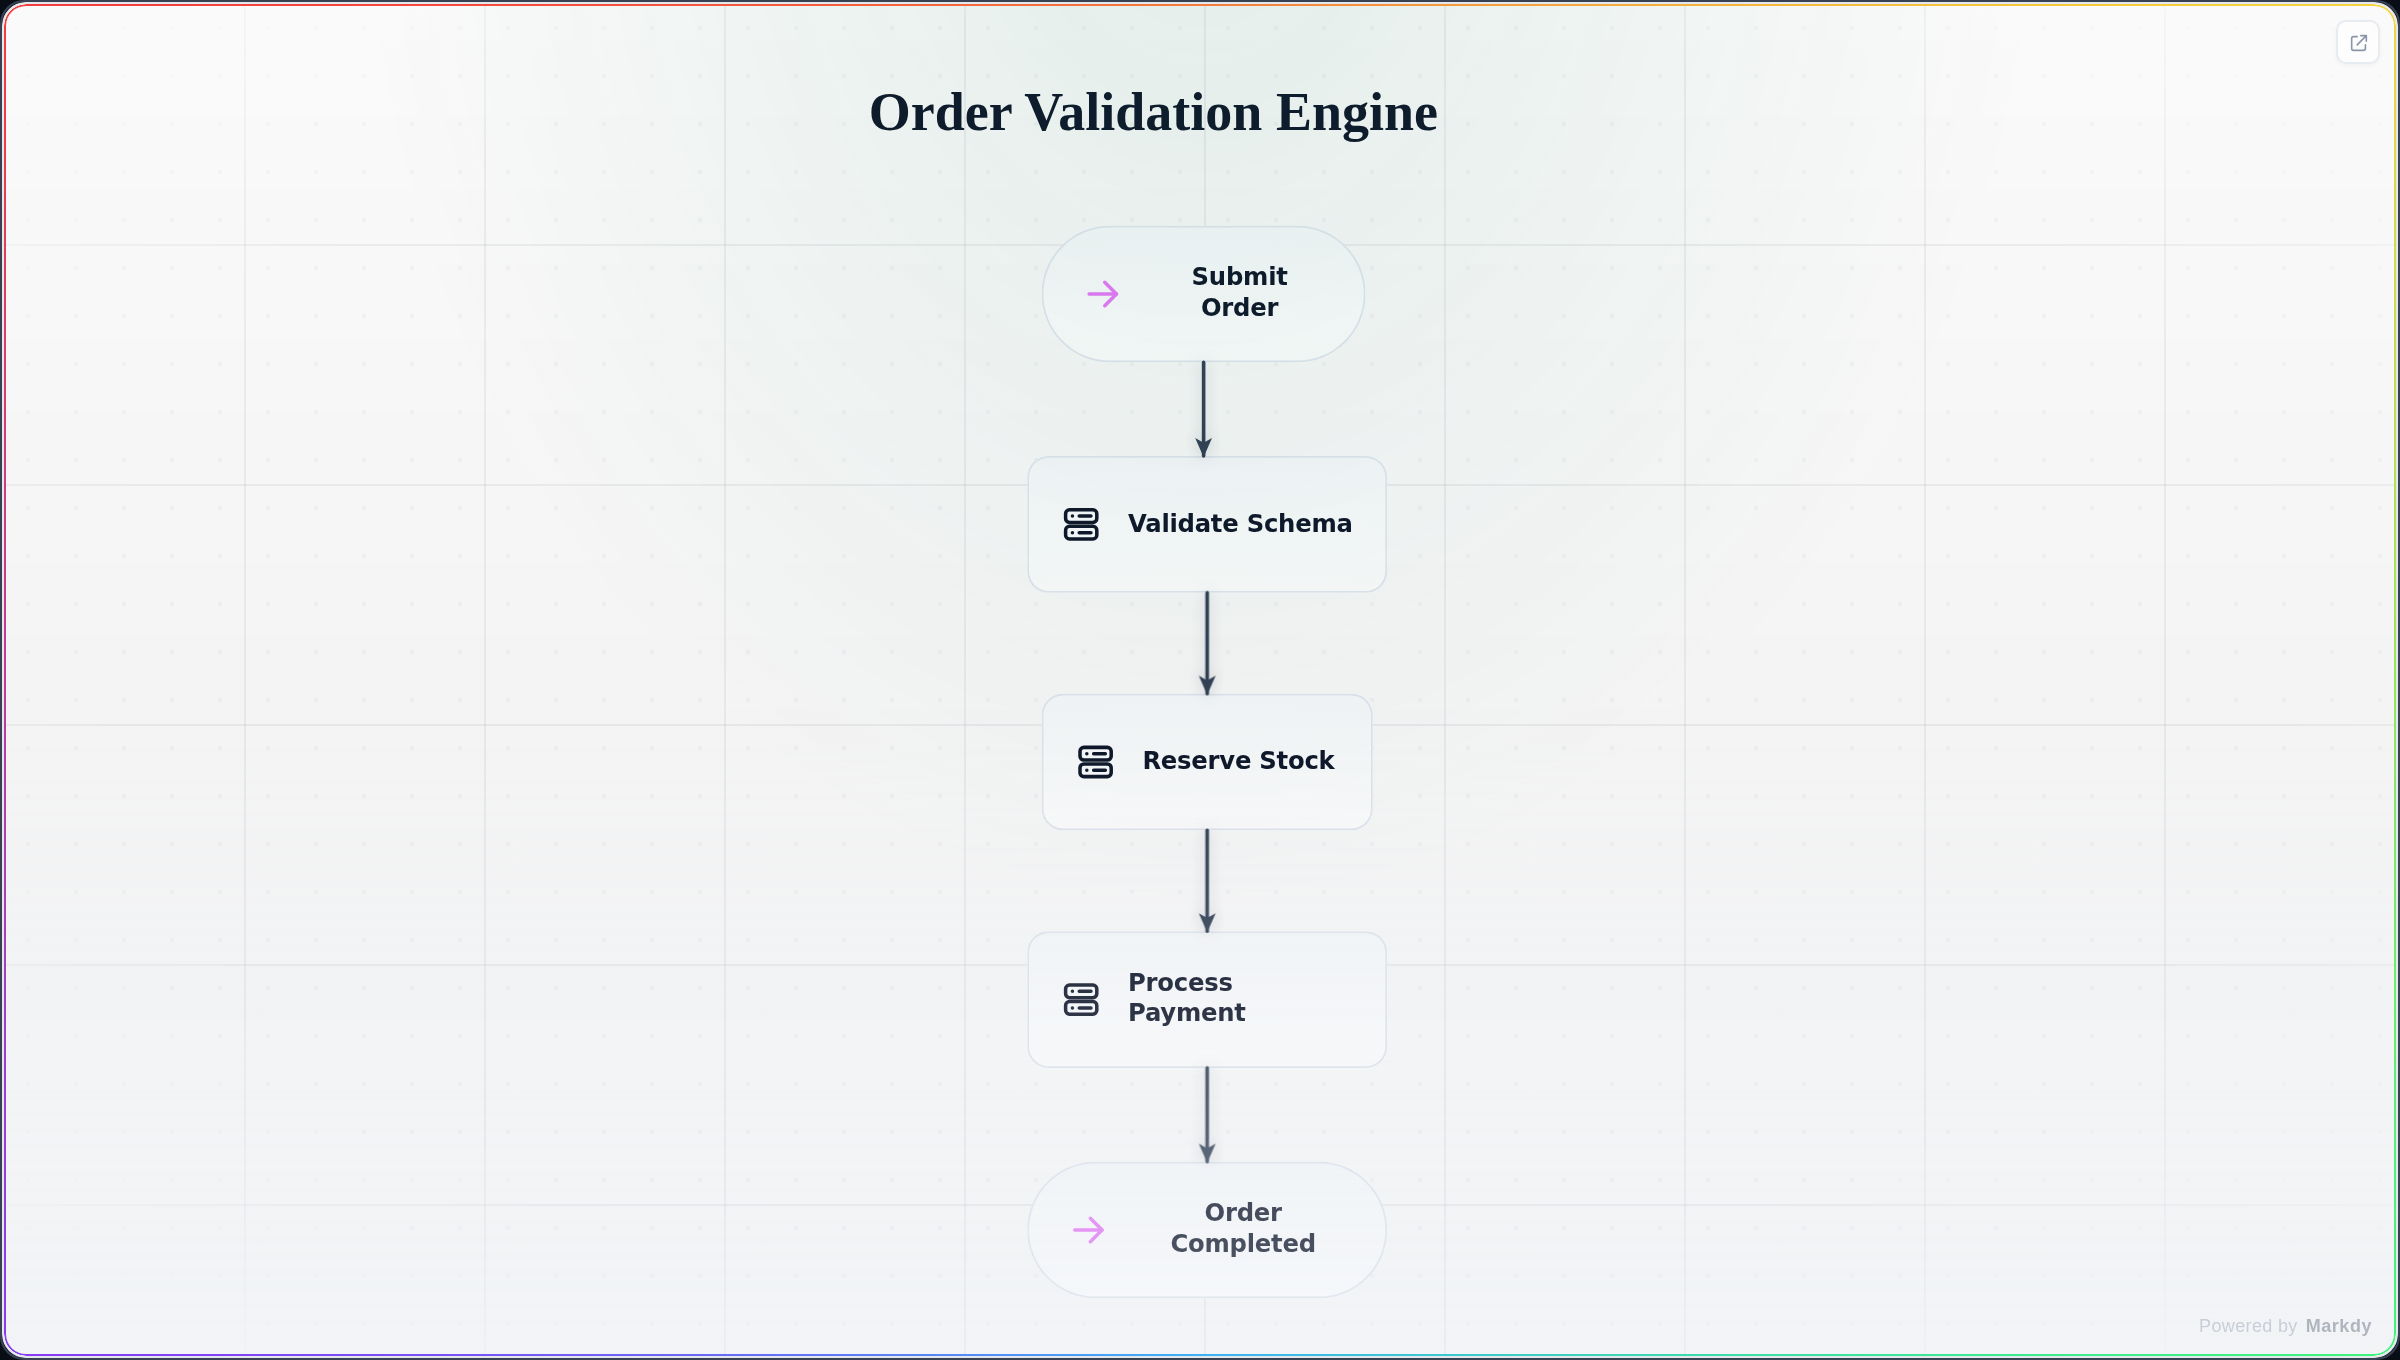 Order Validation Engine
Submit
Order
Validate Schema
Reserve Stock
Process
Payment
Order
Completed
Powered by Markdy